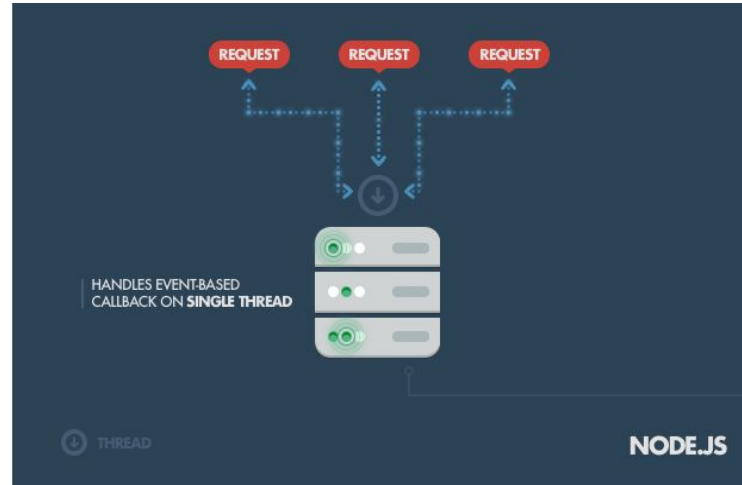 REQUEST
REQUEST
REQUEST
HANDLES EVENT-BASED
CALLBACK ON SINGLE THREAD
THREAD
NODE.JS